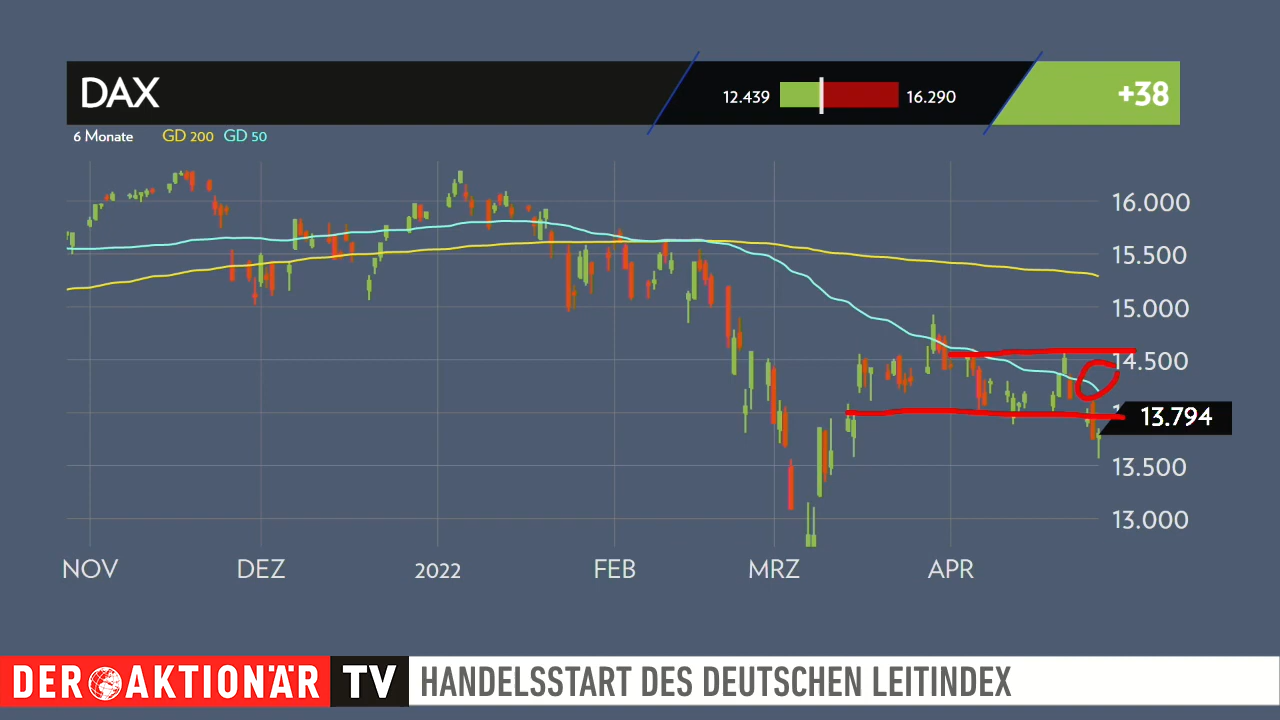 DAX
12.439
16.290
+38
6 Monate GD 200 GD 50
16.000
15.500
15.000
14.500
13.794
13.500
13.000
NOV DEZ 2022 FEB MRZ APR
DER AKTIONÄR TV HANDELSSTART DES DEUTSCHEN LEITINDEX